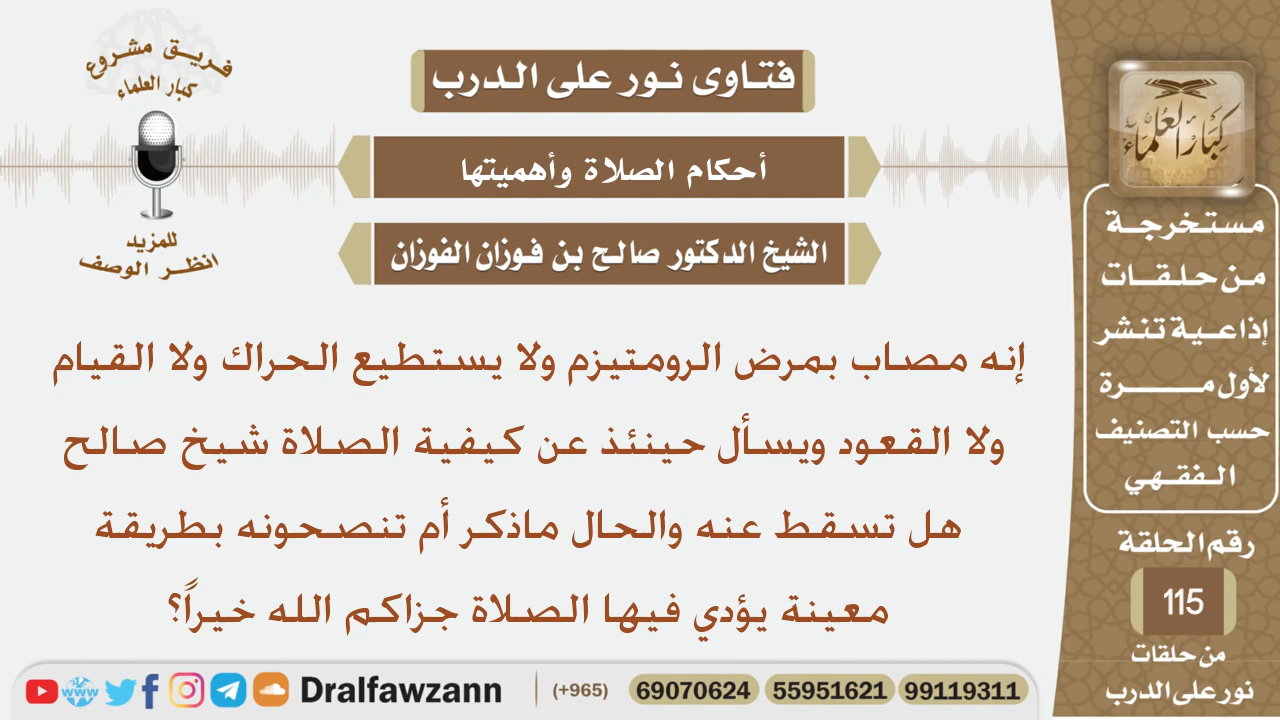 فريق مشروع
كبار العلماء
للمزيد
انظر الوصف
فتاوى نور على الدرب
أحكام الصلاة وأهميتها
الشيخ الدكتور صالح بن فوزان الفوزان
إنه مصاب بمرض الرومتيزم ولا يستطيع الحراك ولا القيام
ولا القعود ويسأل حينئذ عن كيفية الصلاة شيخ صالح
هل تسقط عنه والحال ماذكر أم تنصحونه بطريقة
معينة يؤدي فيها الصلاة جزاكم الله خيراً؟
كبار العلماء
مستخرجة
من حلقات
إذاعية تنشر
لأول مرة
حسب التصنيف
الفقهي
رقم الحلقة
115
من حلقات
نور على الدرب
www Dralfawzann (+965) 69070624 55951621 99119311